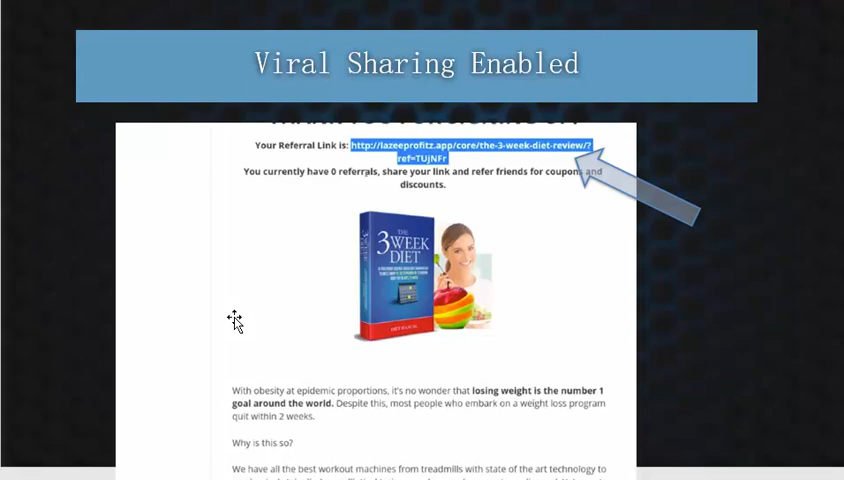 Viral Sharing Enabled
Your Referral Link is: http://lazeeprofitz.app/core/the-3-week-diet-review/?
ref=TUjNFr
You currently have 0 referrals, share your link and refer friends for coupons and
discounts.
THE
3 WEEK
DIET
With obesity at epidemic proportions, it's no wonder that losing weight is the number 1
goal around the world. Despite this, most people who embark on a weight loss program
quit within 2 weeks.
Why is this so?
We have all the best workout machines from treadmills with state of the art technology to